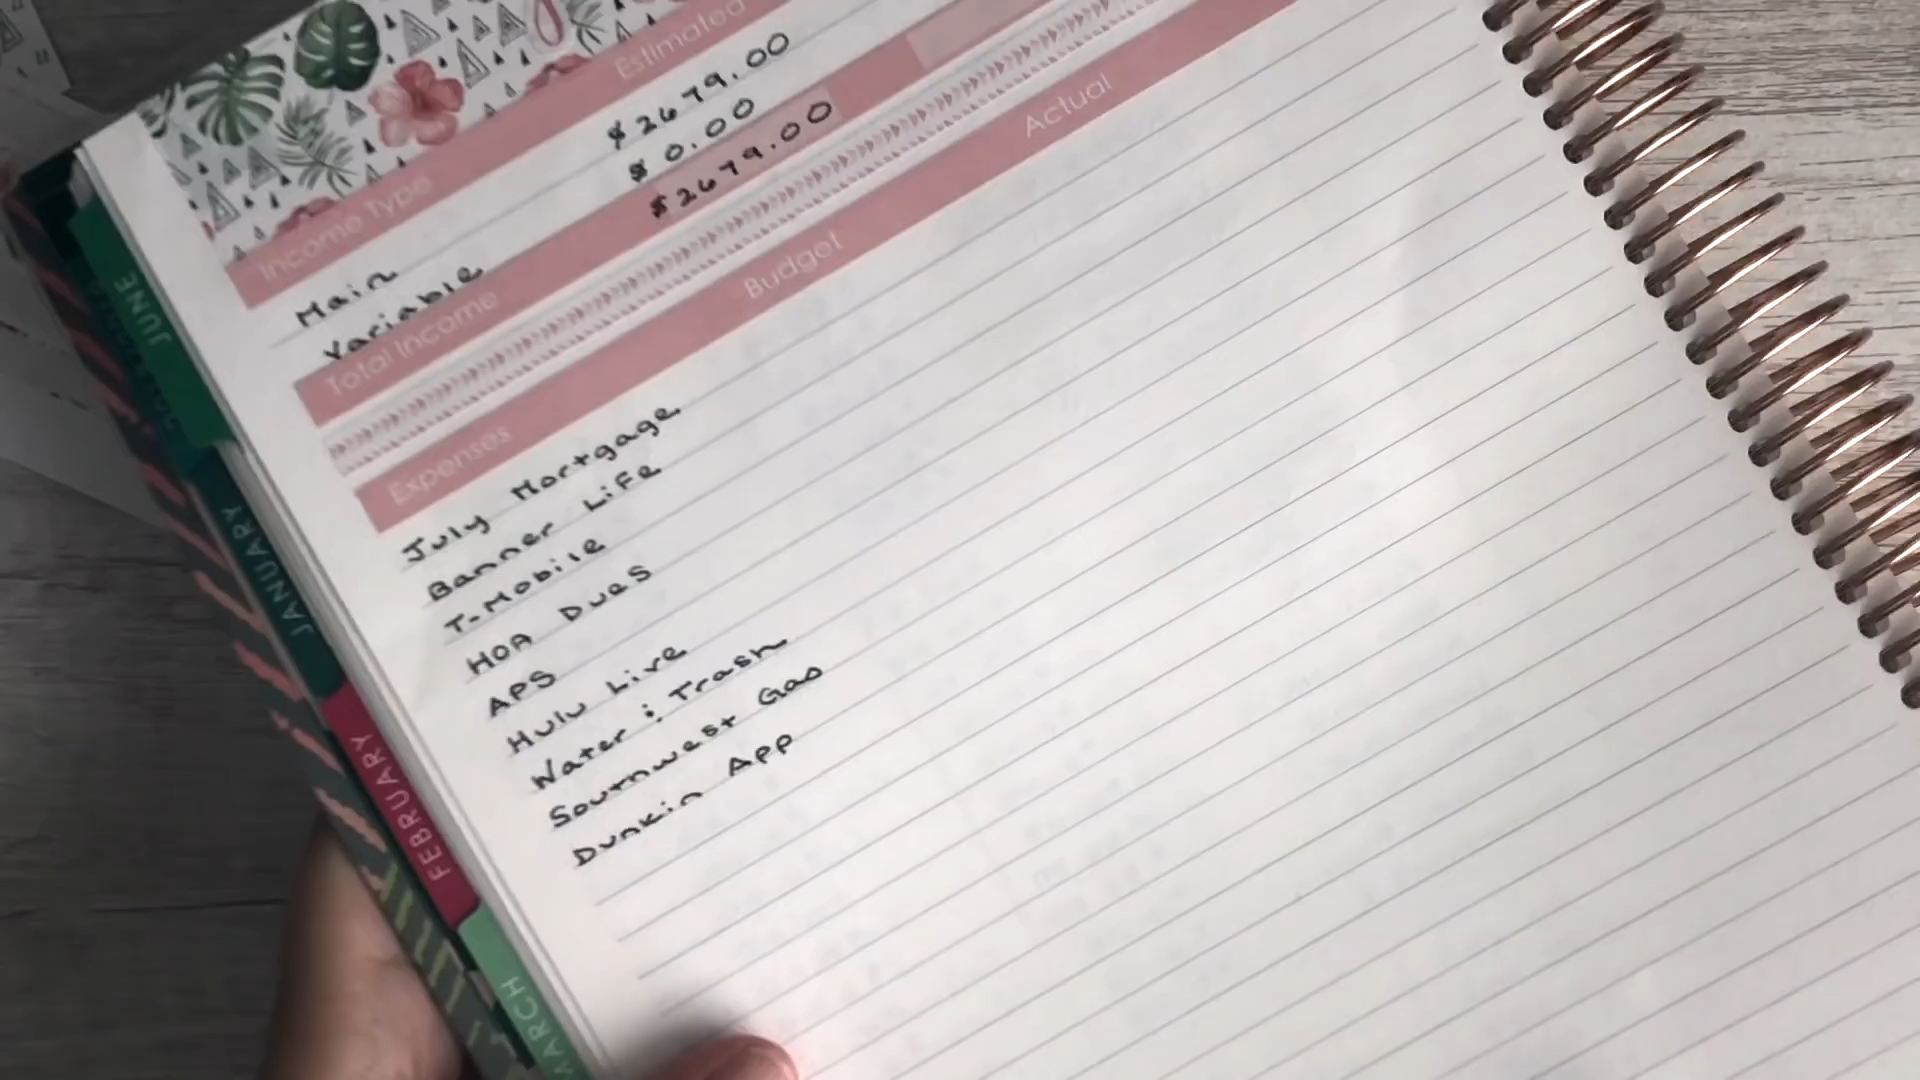 Income Type Estimated
Main $2679.00
Variable $0.00
Total Income $2679.00
Expenses Budget Actual
July Mortgage
Banner Life
T-Mobile
HOA Dues
APS
Hulu Live
Water & Trash
Southwest Gas
Dunkin App
JUNE
JANUARY
FEBRUARY
MARCH